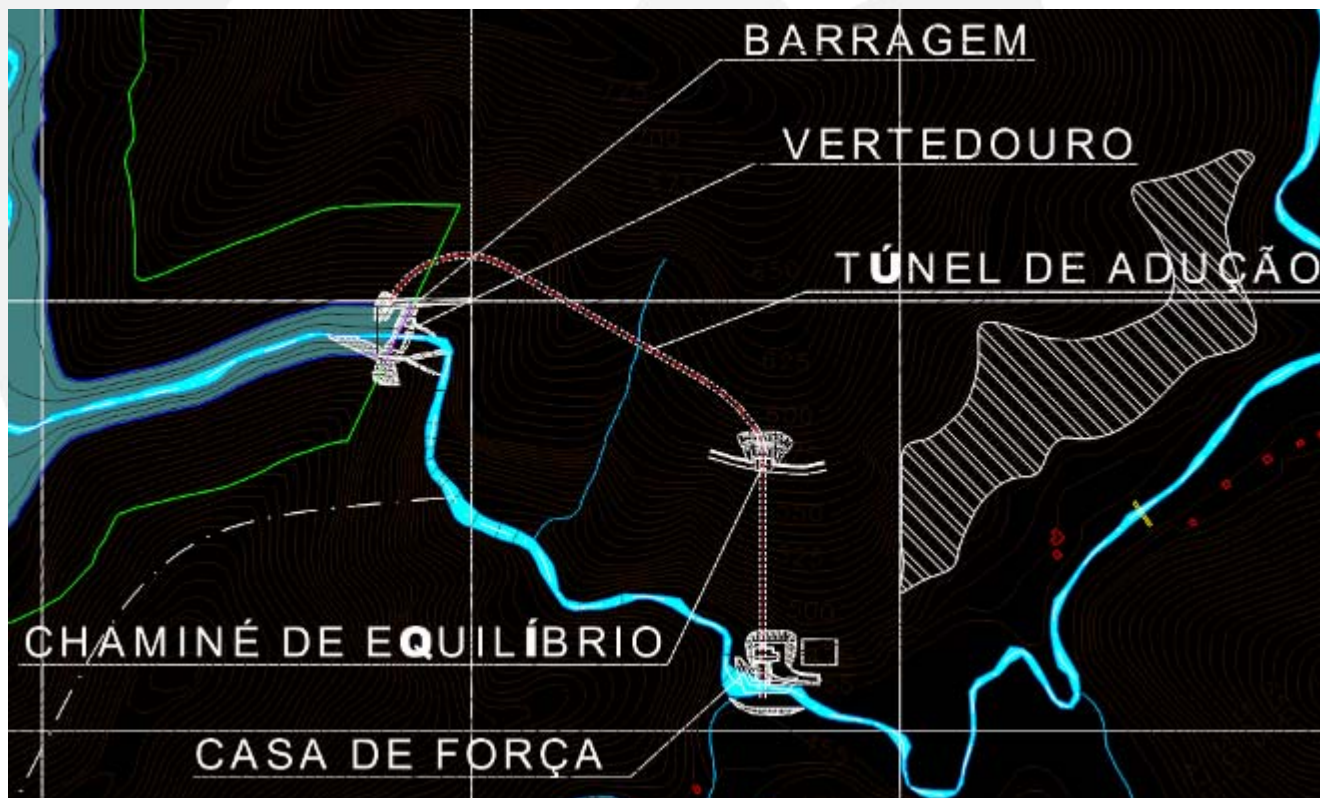 BARRAGEM
VERTEDOURO
TÚNEL DE ADUÇÃO
CHAMINÉ DE EQUILÍBRIO
CASA DE FORÇA